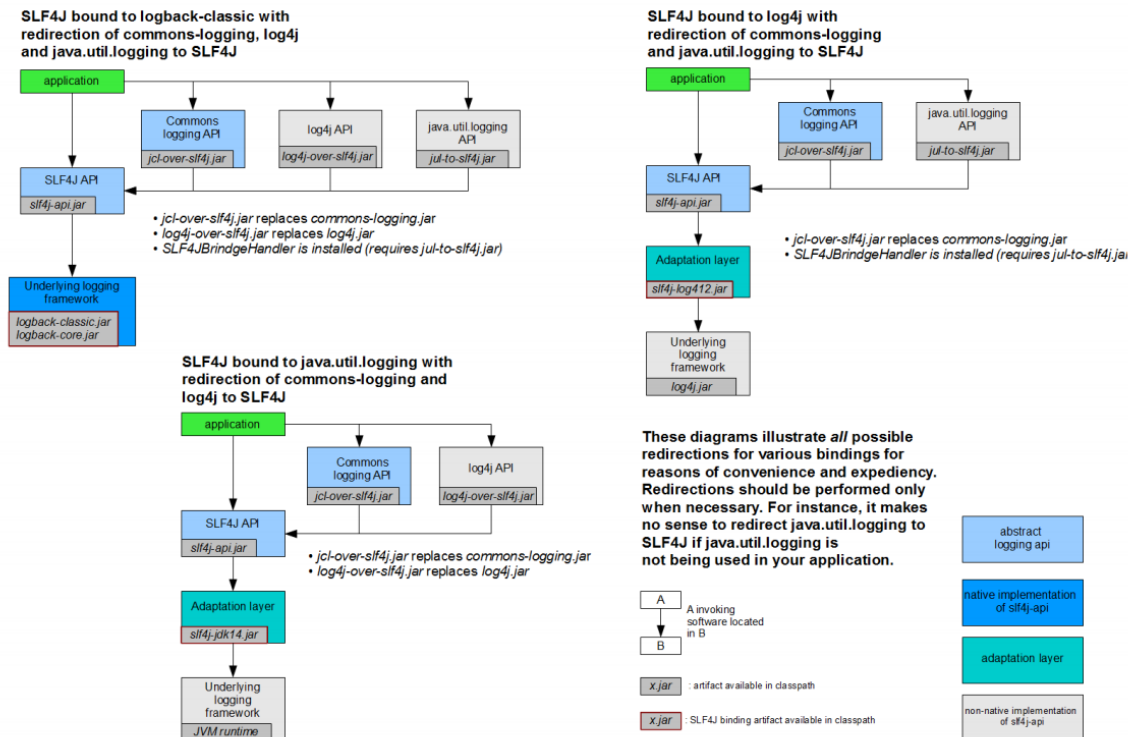 SLF4J bound to logback-classic with
redirection of commons-logging, log4j
and java.util.logging to SLF4J
application
Commons
logging API
jcl-over-slf4j.jar
log4j API
log4j-over-slf4j.jar
java.util.logging
API
jul-to-slf4j.jar
SLF4J API
slf4j-api.jar
• jcl-over-slf4j.jar replaces commons-logging.jar
• log4j-over-slf4j.jar replaces log4j.jar
• SLF4JBrindgeHandler is installed (requires jul-to-slf4j.jar)
Underlying logging
framework
logback-classic.jar
logback-core.jar
SLF4J bound to log4j with
redirection of commons-logging
and java.util.logging to SLF4J
application
Commons
logging API
jcl-over-slf4j.jar
java.util.logging
API
jul-to-slf4j.jar
SLF4J API
slf4j-api.jar
• jcl-over-slf4j.jar replaces commons-logging.jar
• SLF4JBrindgeHandler is installed (requires jul-to-slf4j.jar
Adaptation layer
slf4j-log412.jar
Underlying
logging
framework
log4j.jar
SLF4J bound to java.util.logging with
redirection of commons-logging and
log4j to SLF4J
application
Commons
logging API
jcl-over-slf4j.jar
log4j API
log4j-over-slf4j.jar
SLF4J API
slf4j-api.jar
• jcl-over-slf4j.jar replaces commons-logging.jar
• log4j-over-slf4j.jar replaces log4j.jar
Adaptation layer
slf4j-jdk14.jar
Underlying
logging
framework
JVM runtime
These diagrams illustrate all possible
redirections for various bindings for
reasons of convenience and expediency.
Redirections should be performed only
when necessary. For instance, it makes
no sense to redirect java.util.logging to
SLF4J if java.util.logging is
not being used in your application.
A
B
A invoking
software located
in B
x.jar : artifact available in classpath
x.jar : SLF4J binding artifact available in classpath
abstract
logging api
native implementation
of slf4j-api
adaptation layer
non-native implementation
of slf4j-api